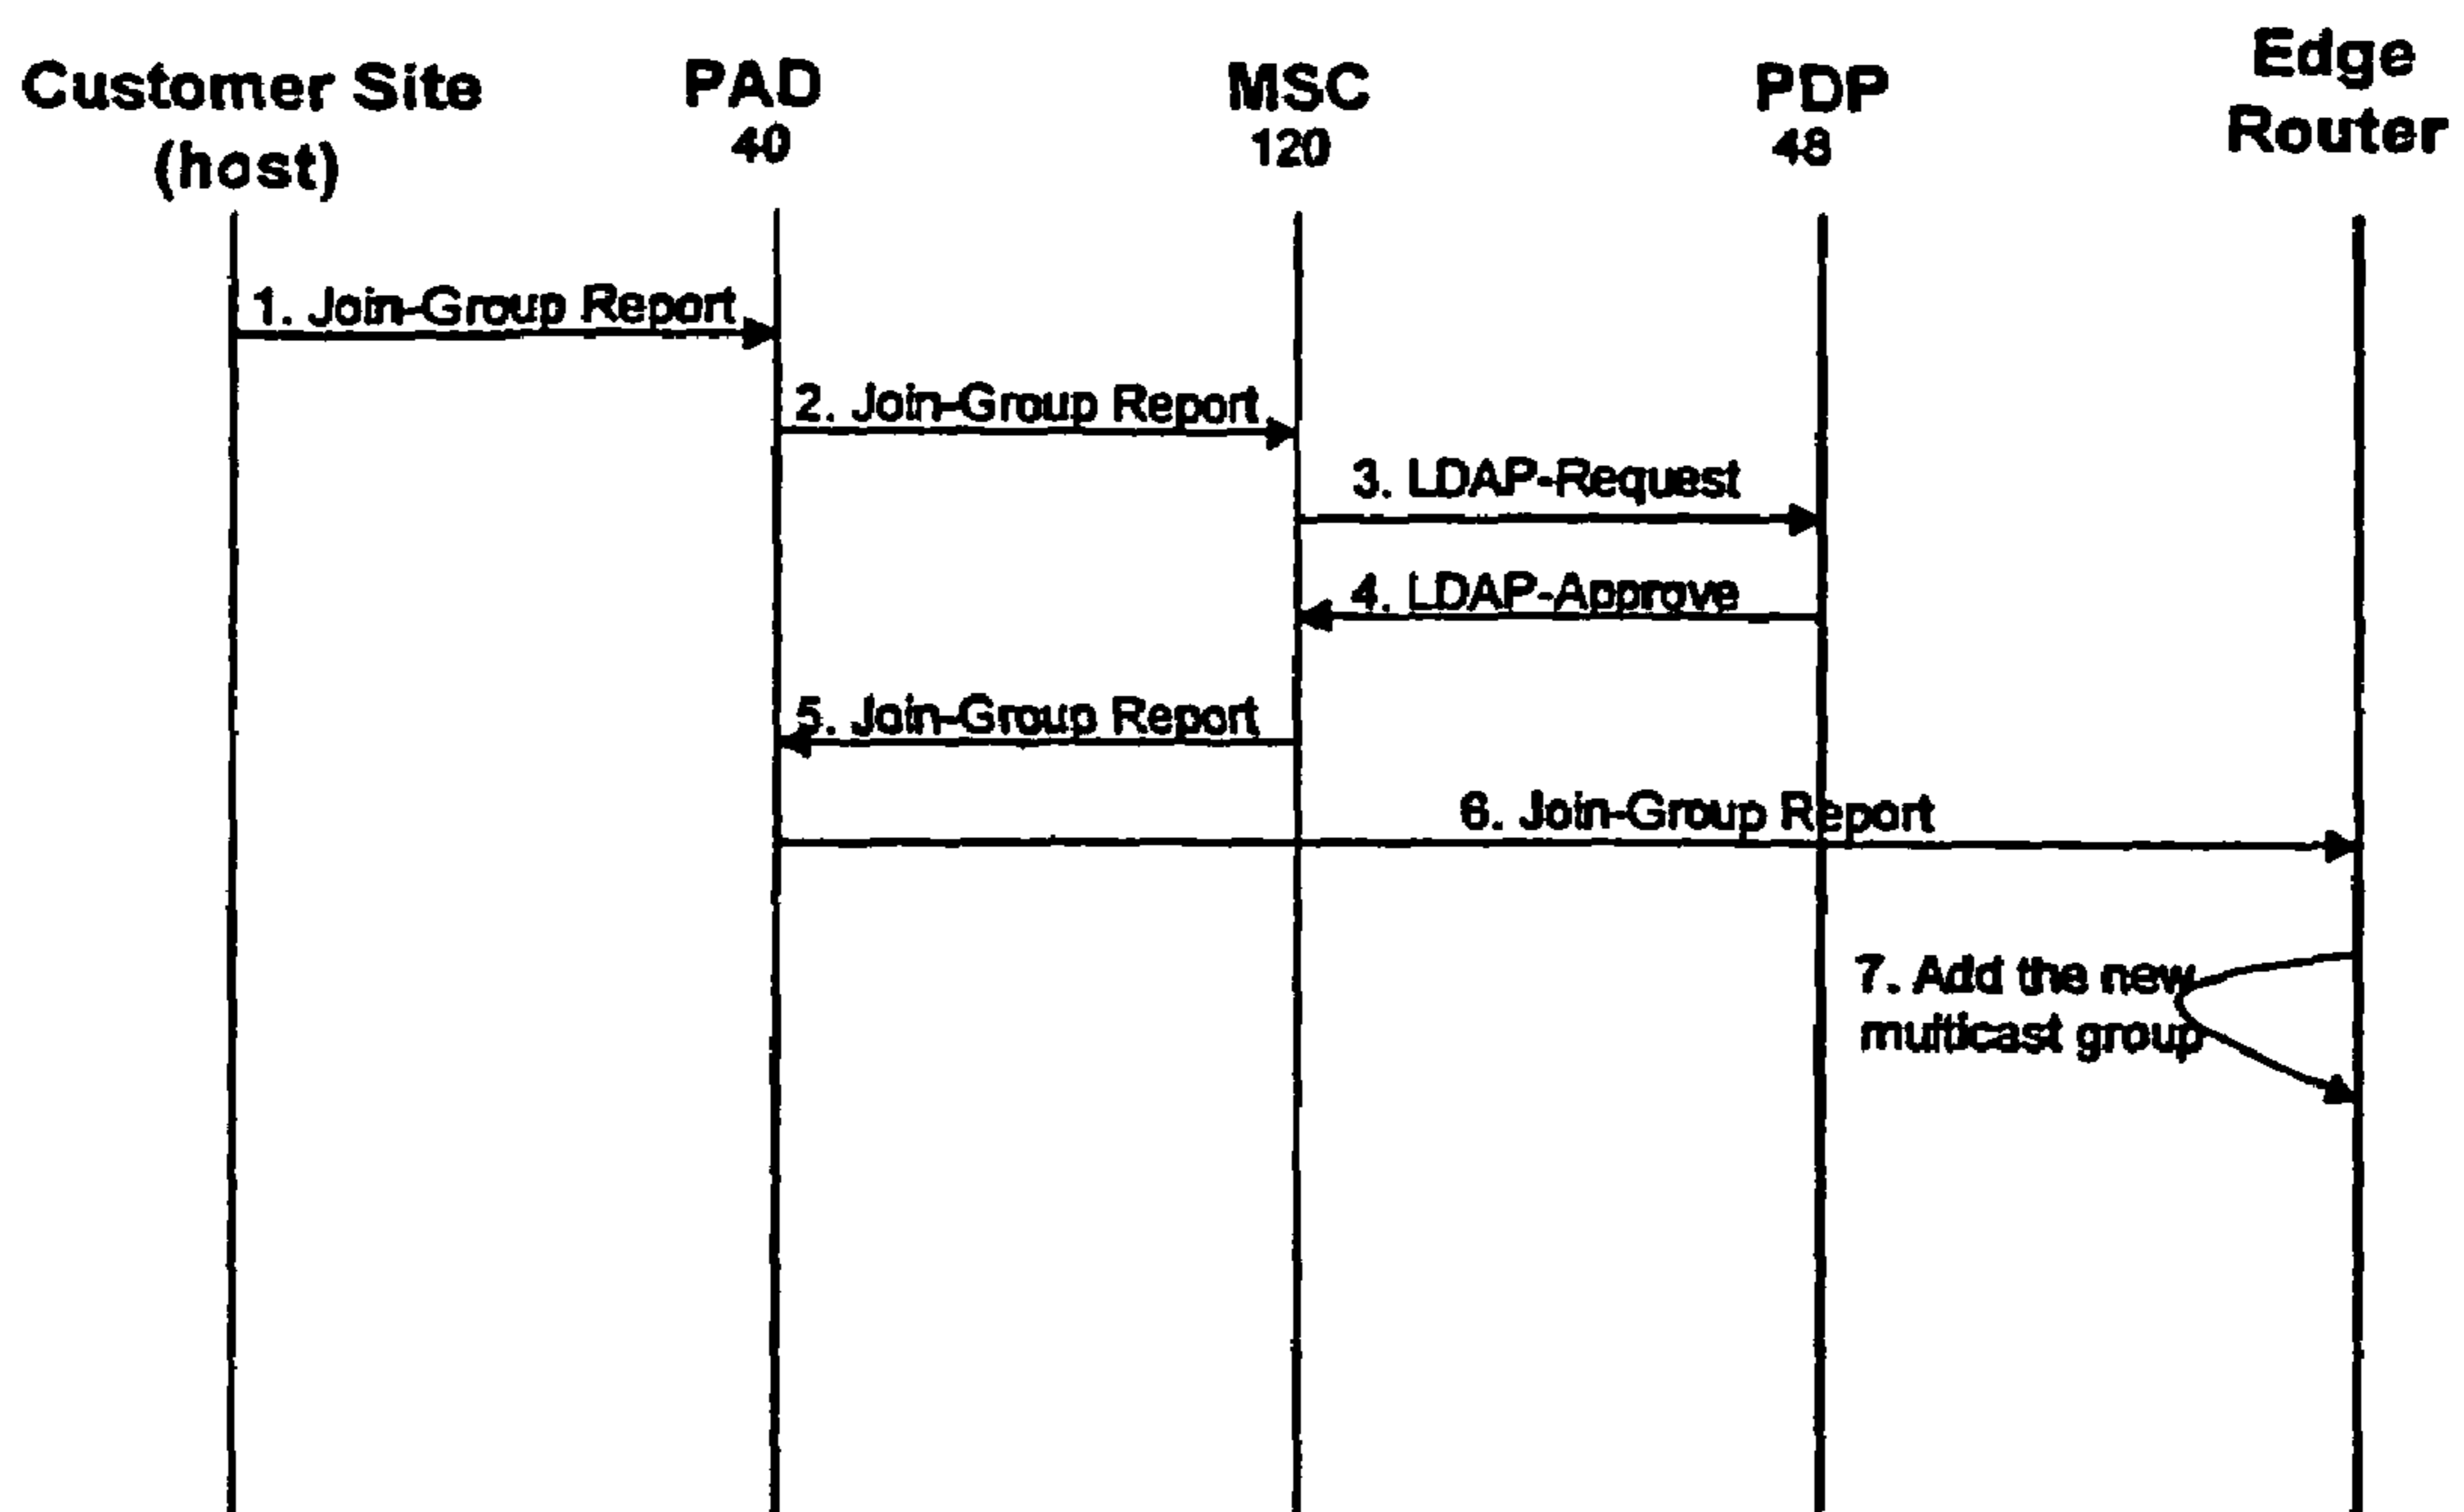 Customer Site
(host)
PAD
40
MSC
120
PDP
48
Edge
Router
1. Join-Group Report
2. Join-Group Report
3. LDAP-Request
4. LDAP-Approve
5. Join-Group Report
6. Join-Group Report
7. Add the new
multicast group